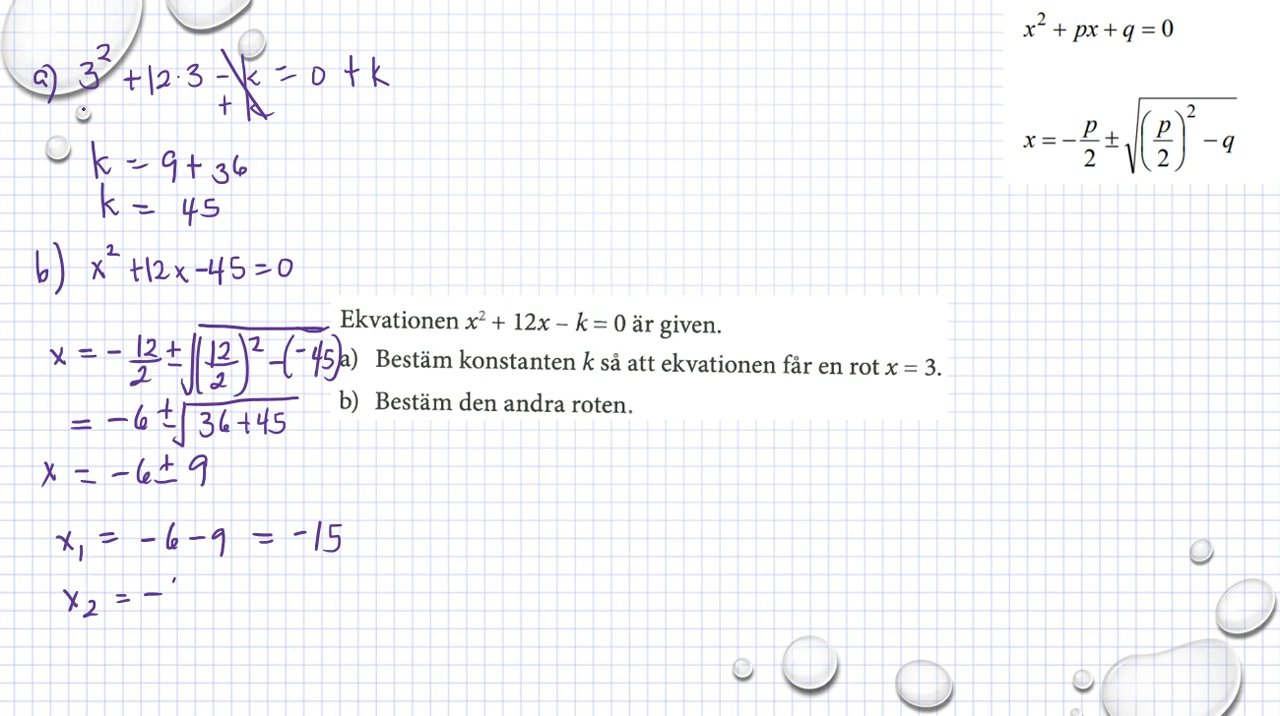 a) 3² + 12·3 - k = 0 + k
+ k
k = 9 + 36
k = 45
b) x² + 12x - 45 = 0
x = - 12/2 ± √((12/2)² - (-45))
= -6 ± √(36 + 45)
x = -6 ± 9
x₁ = -6 - 9 = -15
x₂ = -
Ekvationen x² + 12x – k = 0 är given.
a) Bestäm konstanten k så att ekvationen får en rot x = 3.
b) Bestäm den andra roten.
x² + px + q = 0
x = - p/2 ± √((p/2)² - q)